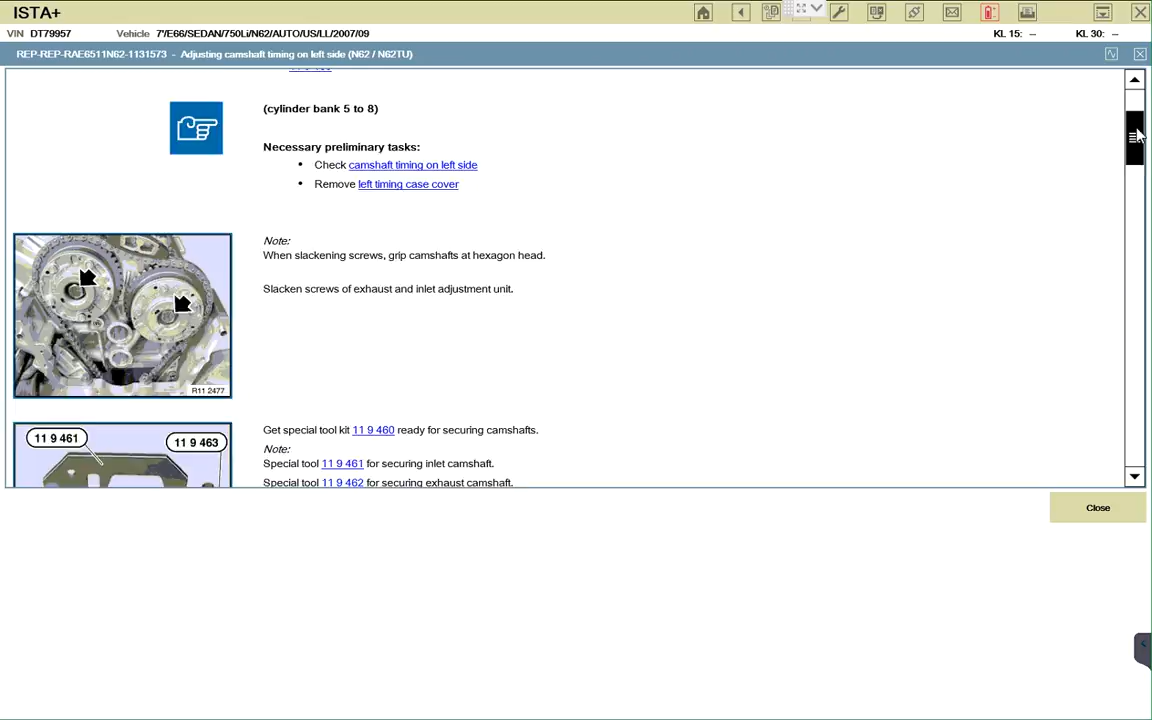 ISTA+
VIN DT79957 Vehicle 7'/E66/SEDAN/750Li/N62/AUTO/US/LL/2007/09 KL 15: -- KL 30: --
REP-REP-RAE6511N62-1131573 - Adjusting camshaft timing on left side (N62 / N62TU)
(cylinder bank 5 to 8)
Necessary preliminary tasks:
• Check camshaft timing on left side
• Remove left timing case cover
Note:
When slackening screws, grip camshafts at hexagon head.
Slacken screws of exhaust and inlet adjustment unit.
R11 2477
11 9 461
11 9 463
Get special tool kit 11 9 460 ready for securing camshafts.
Note:
Special tool 11 9 461 for securing inlet camshaft.
Special tool 11 9 462 for securing exhaust camshaft.
Close